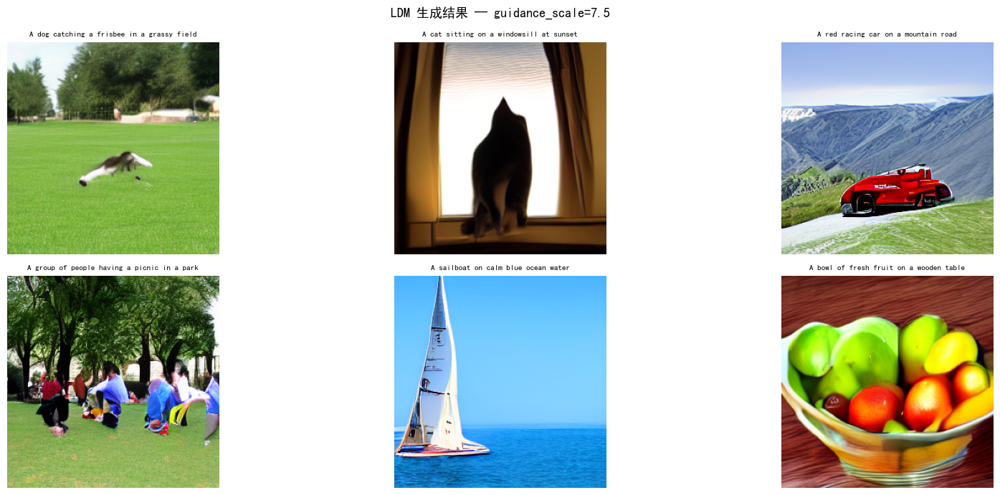 LDM 生成结果 — guidance_scale=7.5
A dog catching a frisbee in a grassy field
A cat sitting on a windowsill at sunset
A red racing car on a mountain road
A group of people having a picnic in a park
A sailboat on calm blue ocean water
A bowl of fresh fruit on a wooden table